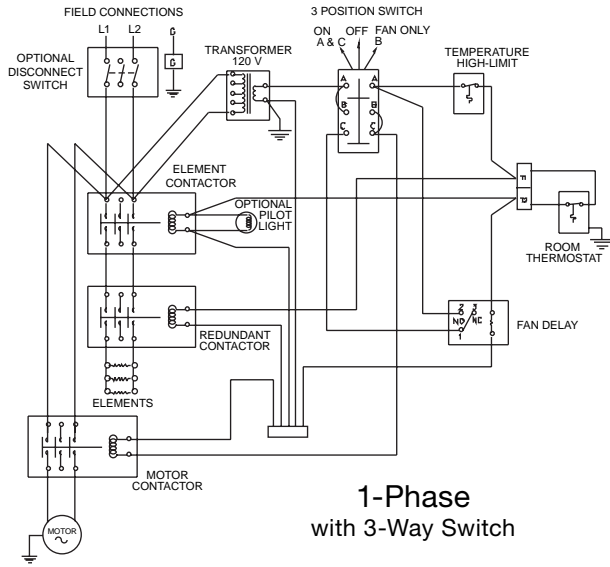 FIELD CONNECTIONS
L1 L2 G
G
3 POSITION SWITCH
ON OFF FAN ONLY
A & C B
OPTIONAL
DISCONNECT
SWITCH
TRANSFORMER
120 V
TEMPERATURE
HIGH-LIMIT
A A
B B
C C
ELEMENT
CONTACTOR
OPTIONAL
PILOT
LIGHT
F
P
ROOM
THERMOSTAT
REDUNDANT
CONTACTOR
2 3
NO NC
1
FAN DELAY
ELEMENTS
MOTOR
CONTACTOR
MOTOR
1-Phase
with 3-Way Switch